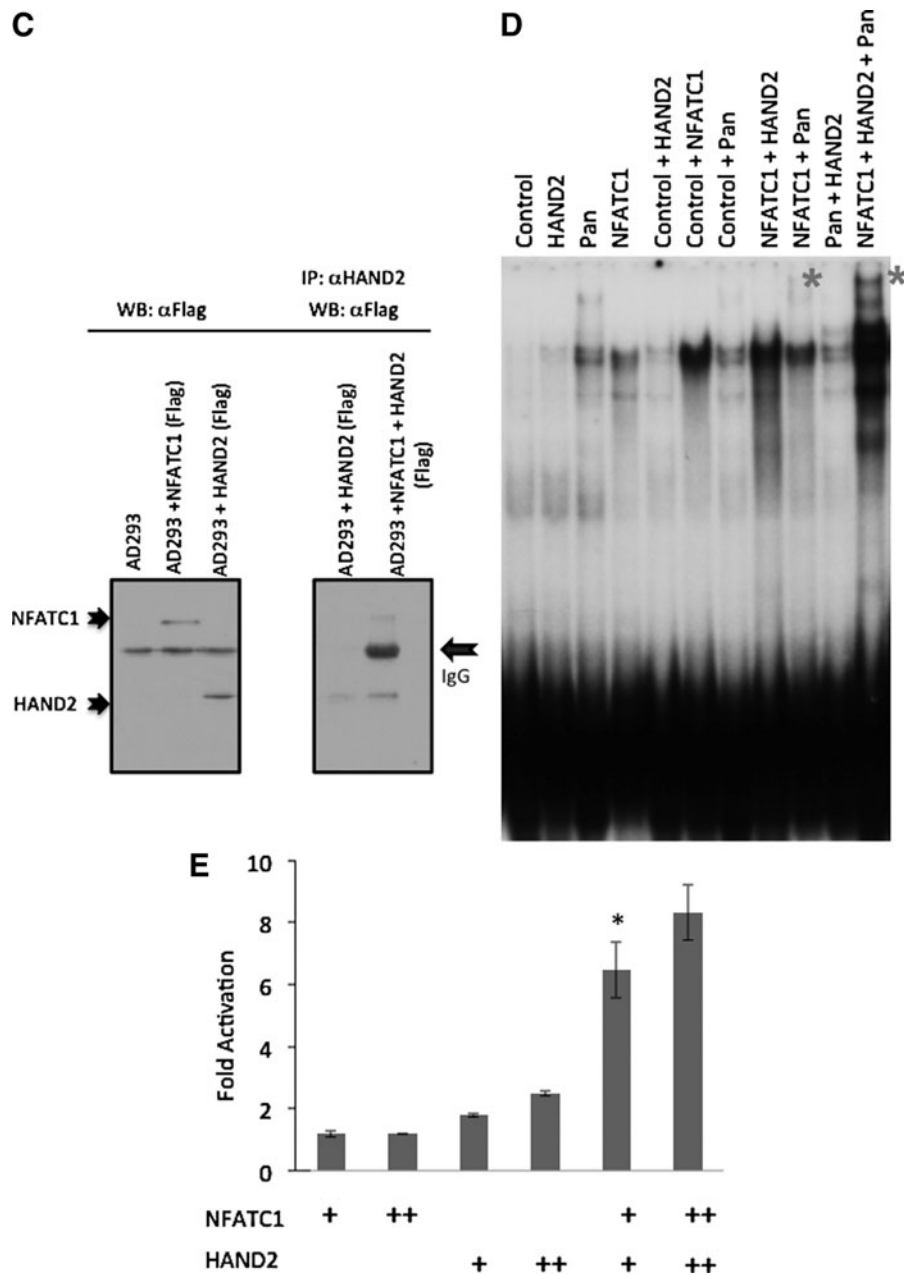 C
IP: αHAND2
WB: αFlag
WB: αFlag
AD293
AD293 +NFATC1 (Flag)
AD293 + HAND2 (Flag)
AD293 + HAND2 (Flag)
AD293 +NFATC1 + HAND2
(Flag)
NFATC1
HAND2
IgG
D
Control
HAND2
Pan
NFATC1
Control + HAND2
Control + NFATC1
Control + Pan
NFATC1 + HAND2
NFATC1 + Pan
Pan + HAND2
NFATC1 + HAND2 + Pan
*
*
E
Fold Activation
10
8
6
4
2
0
*
NFATC1 + ++ + ++
HAND2 + ++ + ++